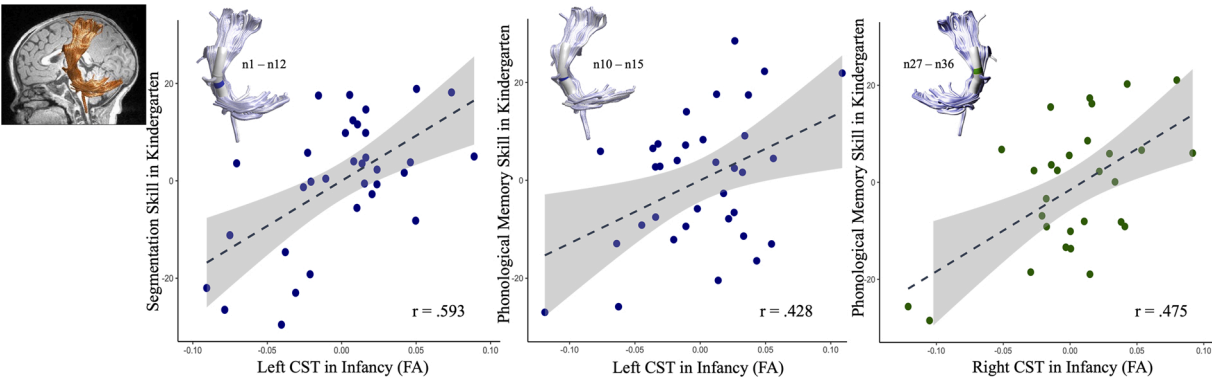 Segmentation Skill in Kindergarten
20
0
-20
n1 – n12
r = .593
-0.10
-0.05
0.00
0.05
0.10
Left CST in Infancy (FA)
Phonological Memory Skill in Kindergarten
20
0
-20
n10 – n15
r = .428
-0.10
-0.05
0.00
0.05
0.10
Left CST in Infancy (FA)
Phonological Memory Skill in Kindergarten
20
0
-20
n27 – n36
r = .475
-0.10
-0.05
0.00
0.05
0.10
Right CST in Infancy (FA)